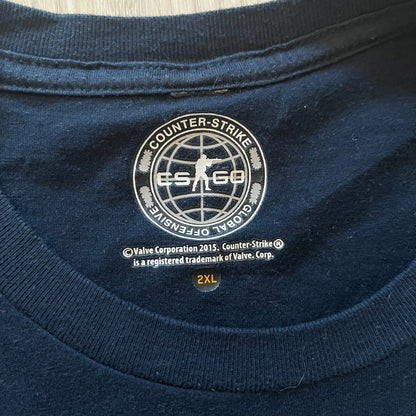 COUNTER-STRIKE
CS GO
GLOBAL OFFENSIVE
© Valve Corporation 2015. Counter-Strike ®
is a registered trademark of Valve. Corp.
2XL